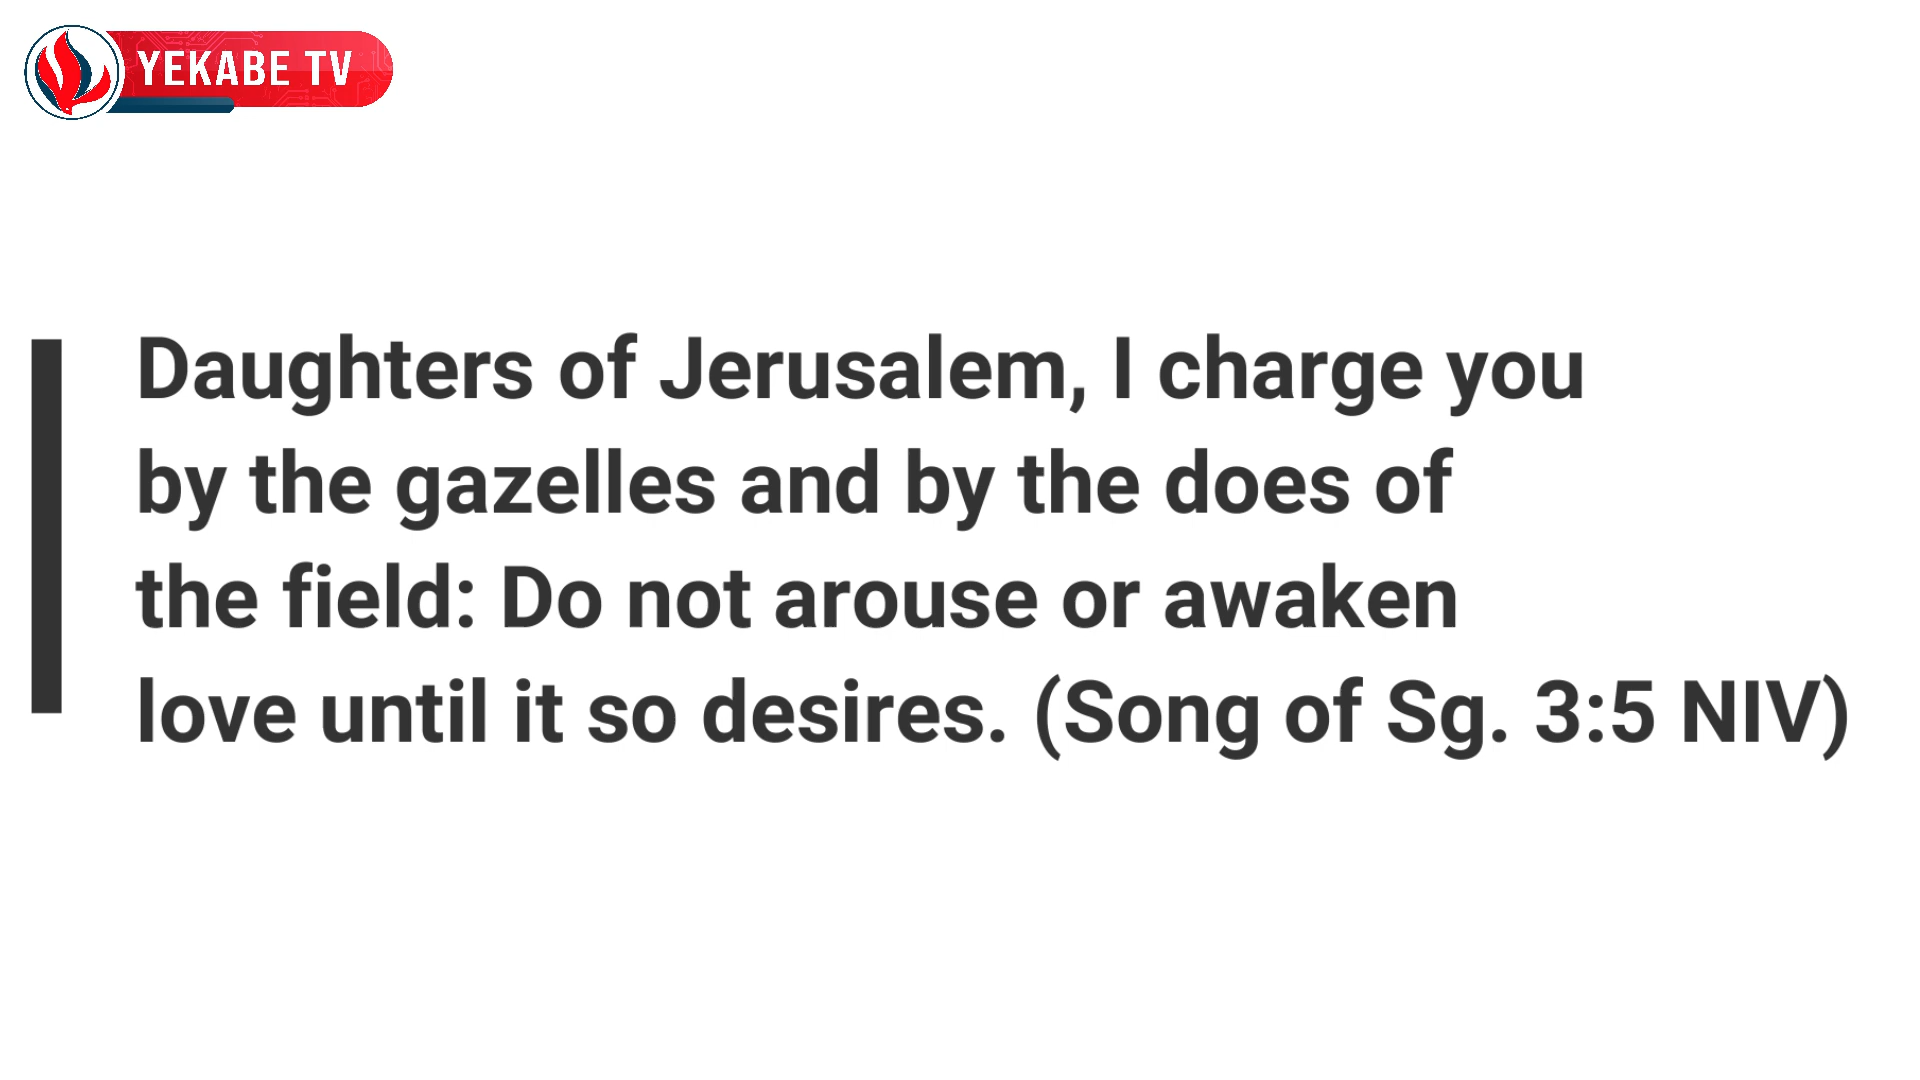 YEKABE TV
Daughters of Jerusalem, I charge you
by the gazelles and by the does of
the field: Do not arouse or awaken
love until it so desires. (Song of Sg. 3:5 NIV)